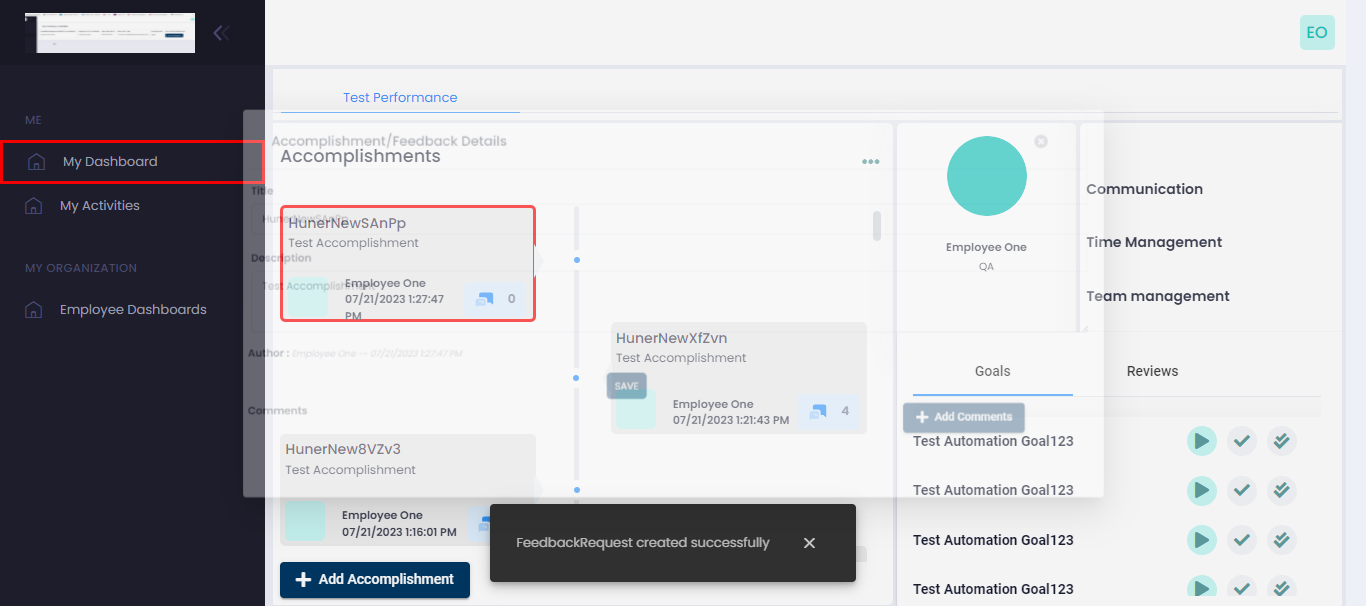 EO
ME
My Dashboard
My Activities
MY ORGANIZATION
Employee Dashboards
Test Performance
Accomplishment/Feedback Details
Accomplishments
Title
HunerNewSAnPp
HunerNewSAnPp
Test Accomplishment
Description
Test Accomplishment
Employee One
07/21/2023 1:27:47
PM
0
Author : Employee One — 07/21/2023 1:27:47 PM
HunerNewXfZvn
Test Accomplishment
SAVE
Employee One
07/21/2023 1:21:43 PM
4
Comments
HunerNew8VZv3
Test Accomplishment
Employee One
07/21/2023 1:16:01 PM
Add Accomplishment
FeedbackRequest created successfully
Employee One
QA
Communication
Time Management
Team management
Goals
Reviews
Add Comments
Test Automation Goal123
Test Automation Goal123
Test Automation Goal123
Test Automation Goal123